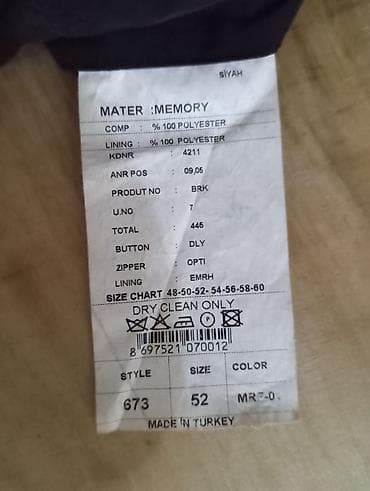 SİYAH
MATER :MEMORY
COMP : % 100 POLYESTER
LINING : % 100 POLYESTER
KDNR : 4211
ANR POS : 09,05
PRODUT NO : BRK
U.NO : 7
TOTAL : 446
BUTTON : DLY
ZIPPER : OPTI
LINING : EMRH
SIZE CHART 48-50-52- 54-56-58-60
DRY CLEAN ONLY
P
8 697521 070012
STYLE SIZE COLOR
673 52
MADE IN TURKEY